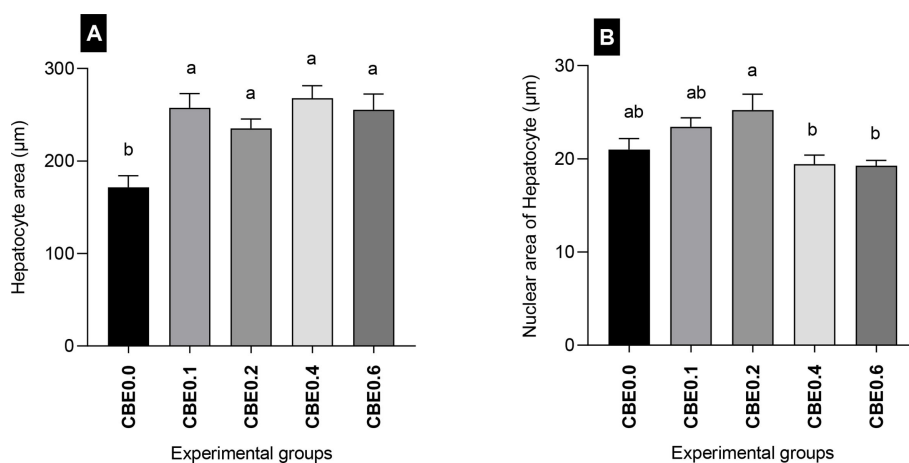 A
Hepatocyte area (µm)
300
200
100
0
b
a
a
a
a
CBE0.0
CBE0.1
CBE0.2
CBE0.4
CBE0.6
Experimental groups
B
Nuclear area of Hepatocyte (µm)
30
20
10
0
ab
ab
a
b
b
CBE0.0
CBE0.1
CBE0.2
CBE0.4
CBE0.6
Experimental groups